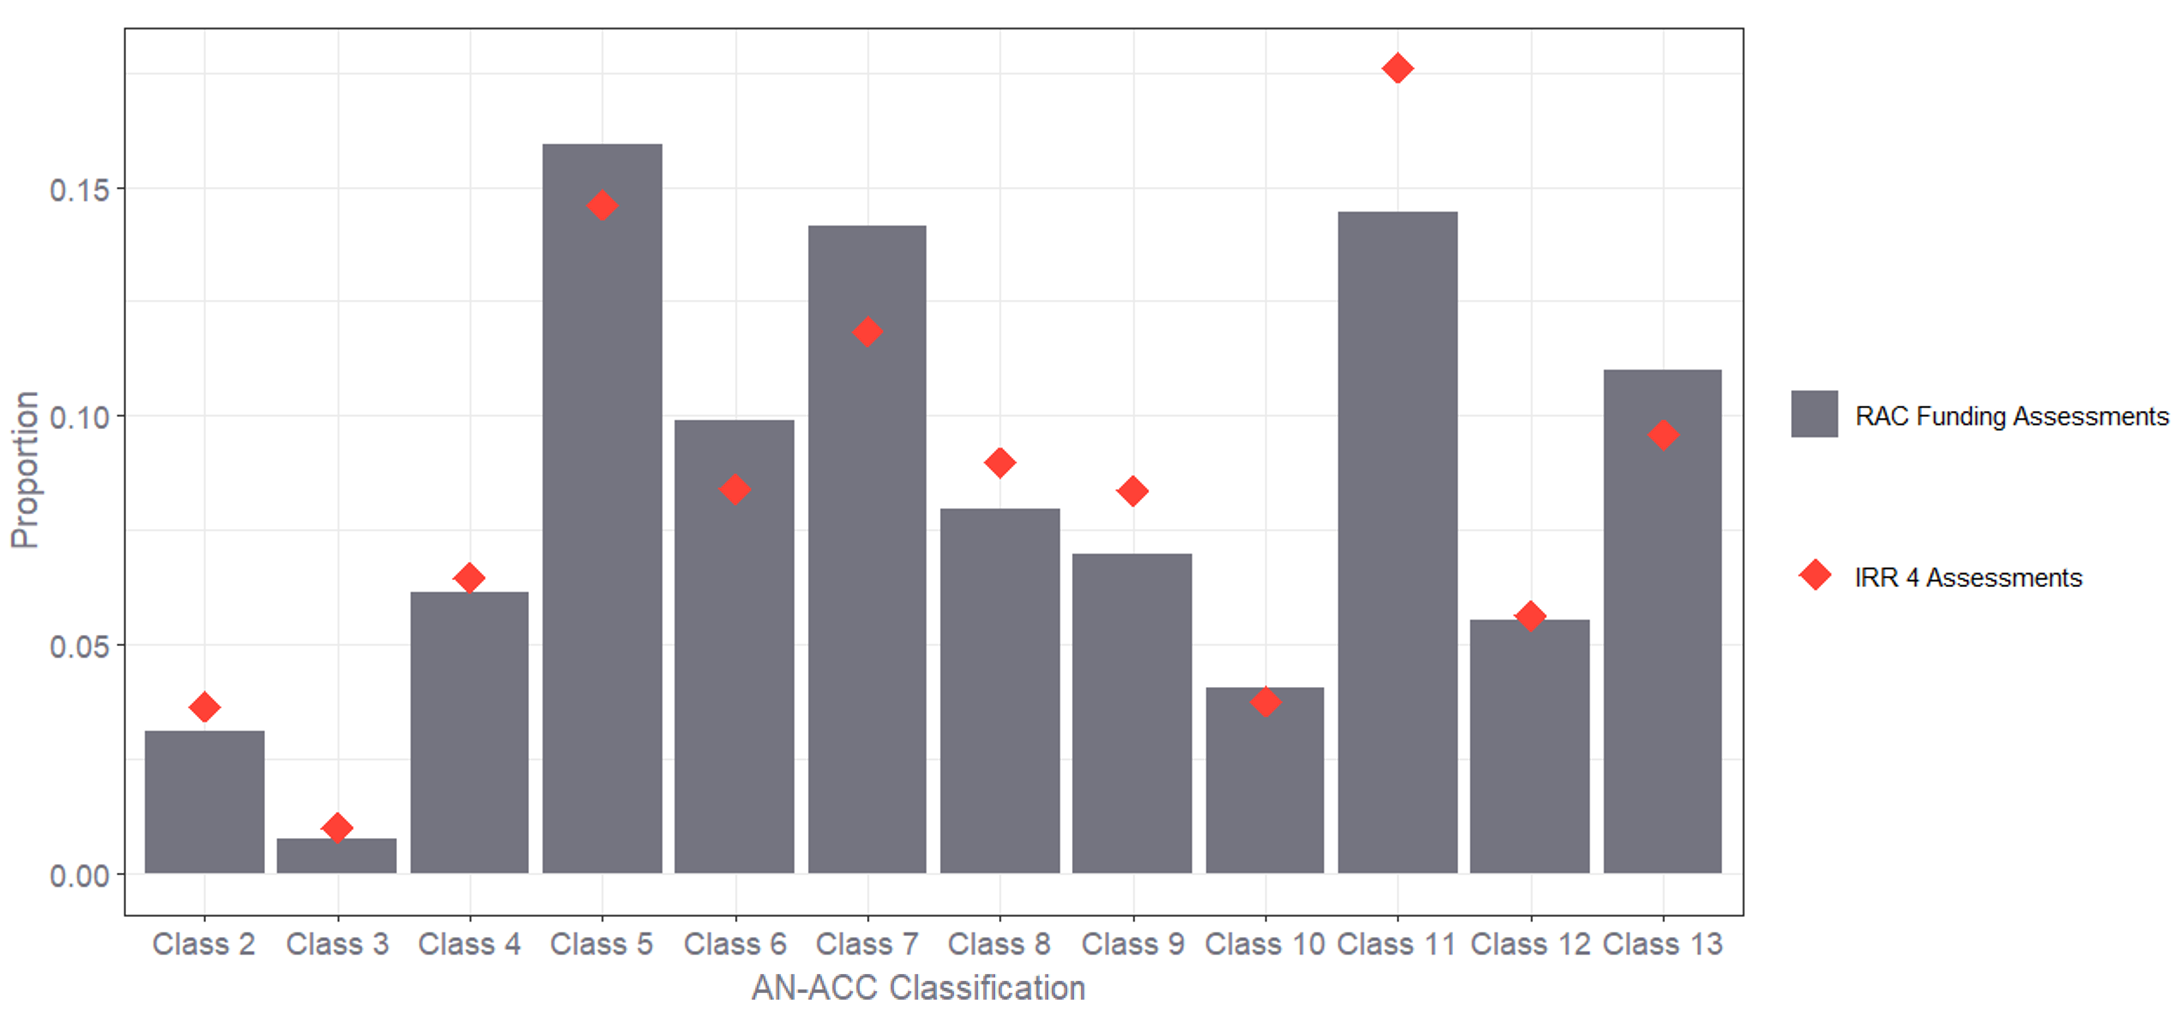 Proportion
0.15
0.10
0.05
0.00
Class 2 Class 3 Class 4 Class 5 Class 6 Class 7 Class 8 Class 9 Class 10 Class 11 Class 12 Class 13
AN-ACC Classification
RAC Funding Assessments
IRR 4 Assessments